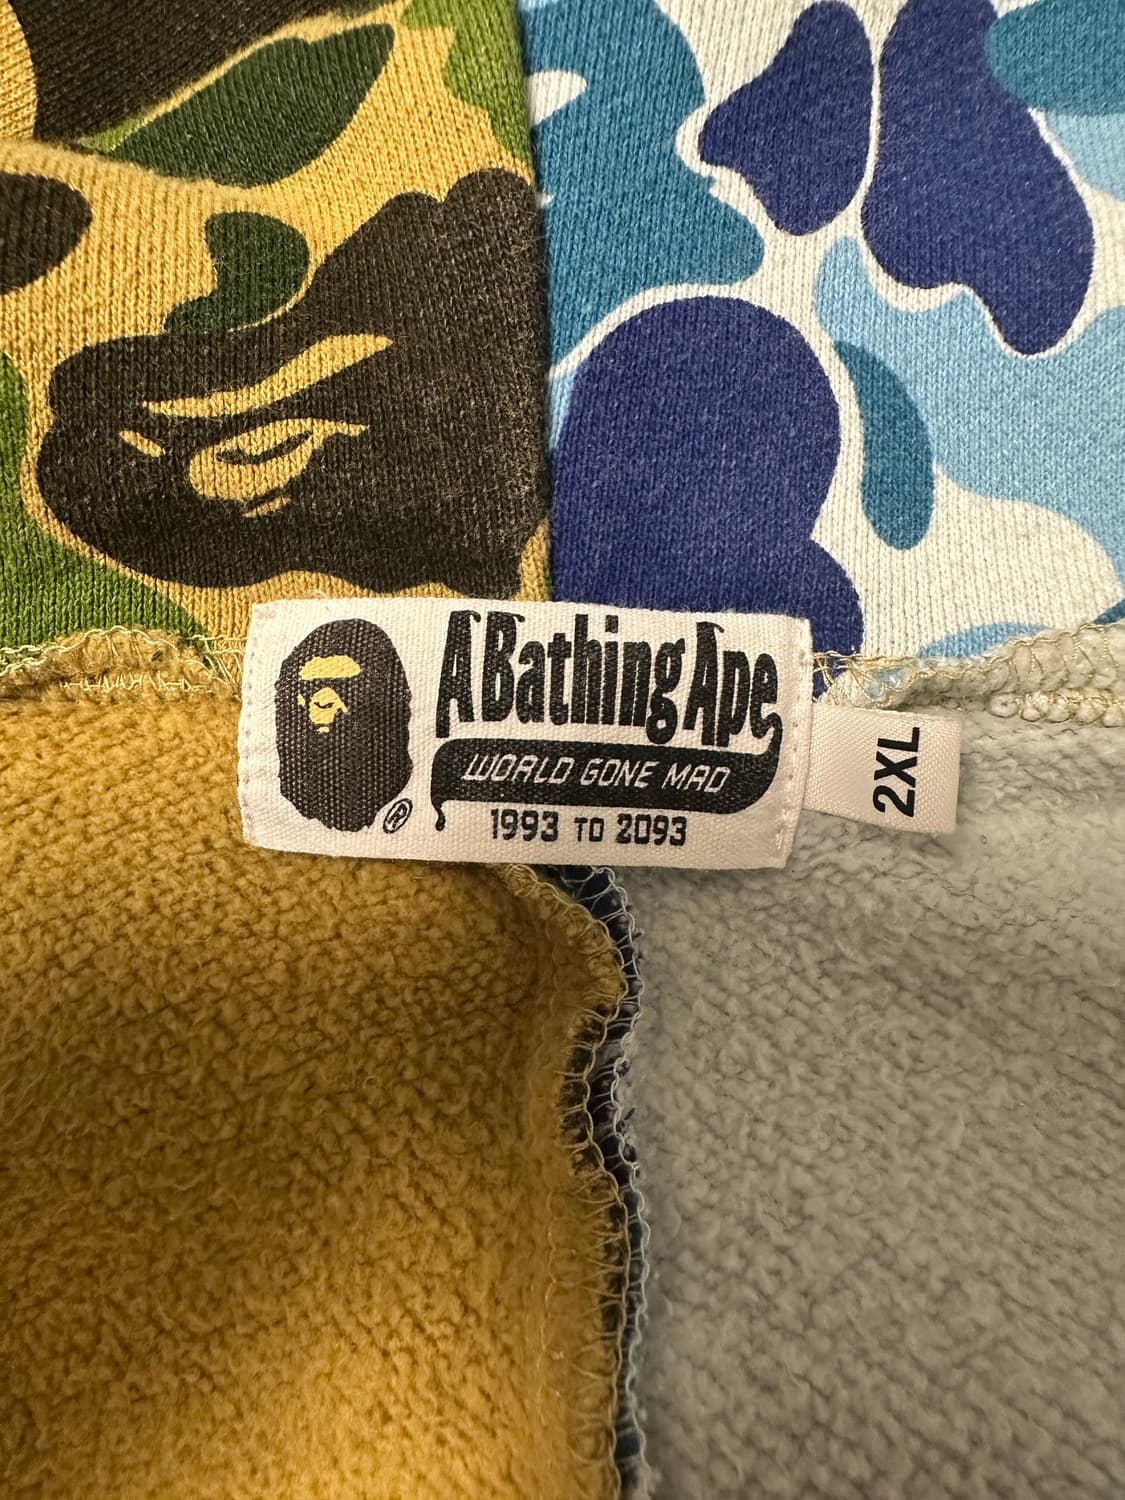 A Bathing Ape
WORLD GONE MAD
1993 TO 2093
®
2XL